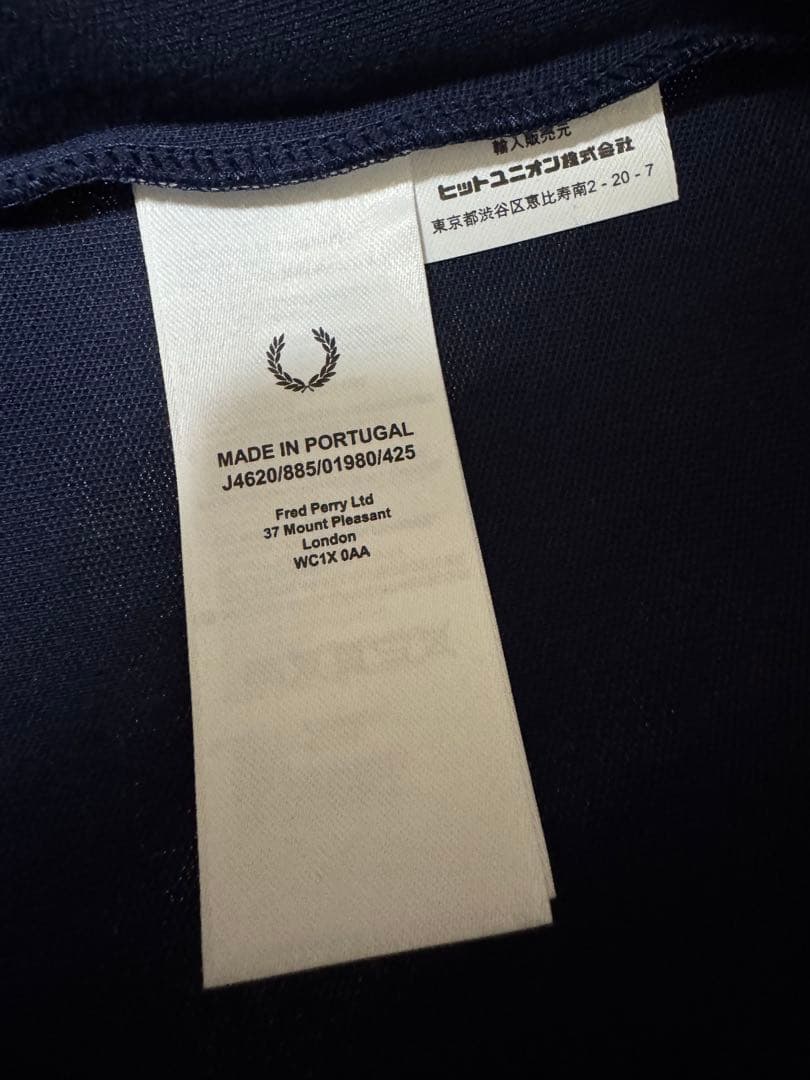 輸入販売元
ヒットユニオン株式会社
東京都渋谷区恵比寿南2-20-7
MADE IN PORTUGAL
J4620/885/01980/425
Fred Perry Ltd
37 Mount Pleasant
London
WC1X 0AA